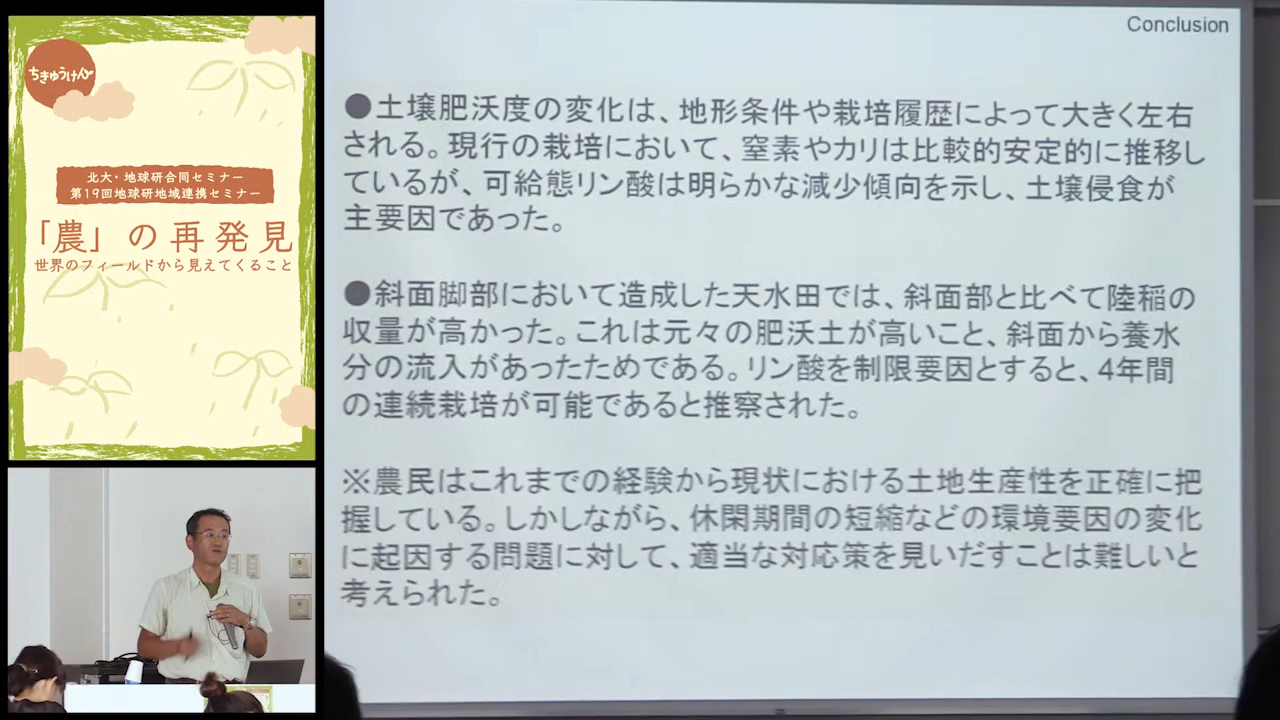 ちきゅうけん
北大・地球研合同セミナー
第19回地球研地域連携セミナー
「農」の再発見
世界のフィールドから見えてくること
Conclusion
●土壌肥沃度の変化は、地形条件や栽培履歴によって大きく左右
される。現行の栽培において、窒素やカリは比較的安定的に推移し
ているが、可給態リン酸は明らかな減少傾向を示し、土壌侵食が
主要因であった。
●斜面脚部において造成した天水田では、斜面部と比べて陸稲の
収量が高かった。これは元々の肥沃土が高いこと、斜面から養水
分の流入があったためである。リン酸を制限要因とすると、4年間
の連続栽培が可能であると推察された。
※農民はこれまでの経験から現状における土地生産性を正確に把
握している。しかしながら、休閑期間の短縮などの環境要因の変化
に起因する問題に対して、適当な対応策を見いだすことは難しいと
考えられた。